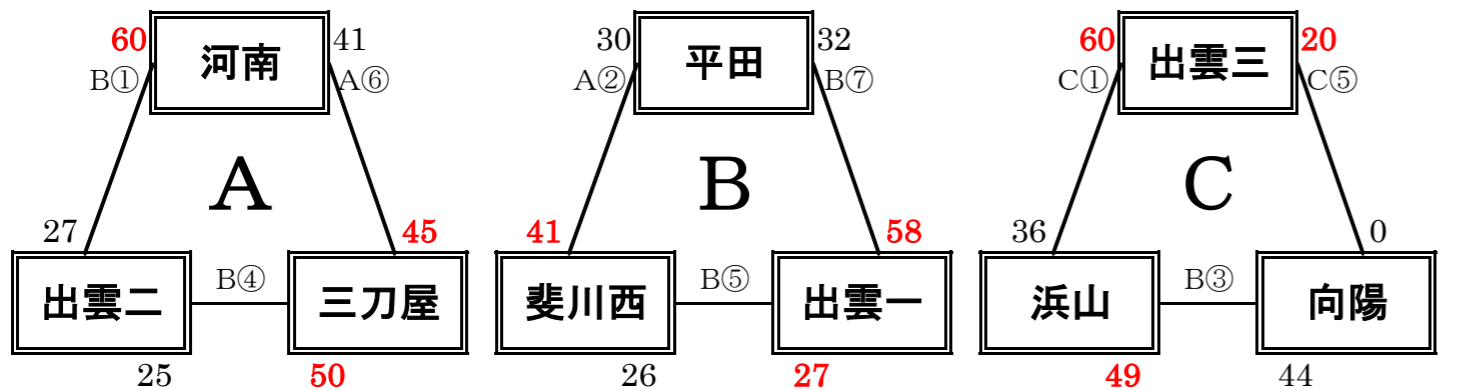 60 河南 41 30 平田 32 60 出雲三 20
B① A⑥ A② B⑦ C① C⑤
A B C
27 45 41 58 36 0
出雲二 B④ 三刀屋 斐川西 B⑤ 出雲一 浜山 B③ 向陽
25 50 26 27 49 44